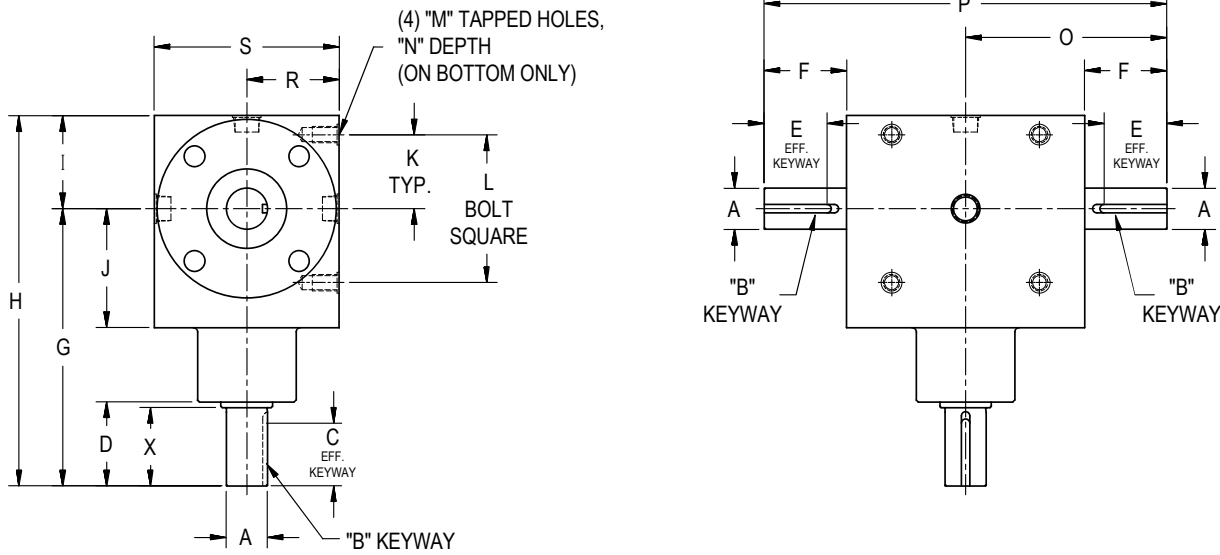 (4) "M" TAPPED HOLES,
"N" DEPTH
(ON BOTTOM ONLY)
S
R
I
K
TYP.
L
BOLT
SQUARE
J
H
G
D
X
C
EFF.
KEYWAY
A
"B" KEYWAY
P
O
F
F
E
EFF.
KEYWAY
E
EFF.
KEYWAY
A
A
"B"
KEYWAY
"B"
KEYWAY